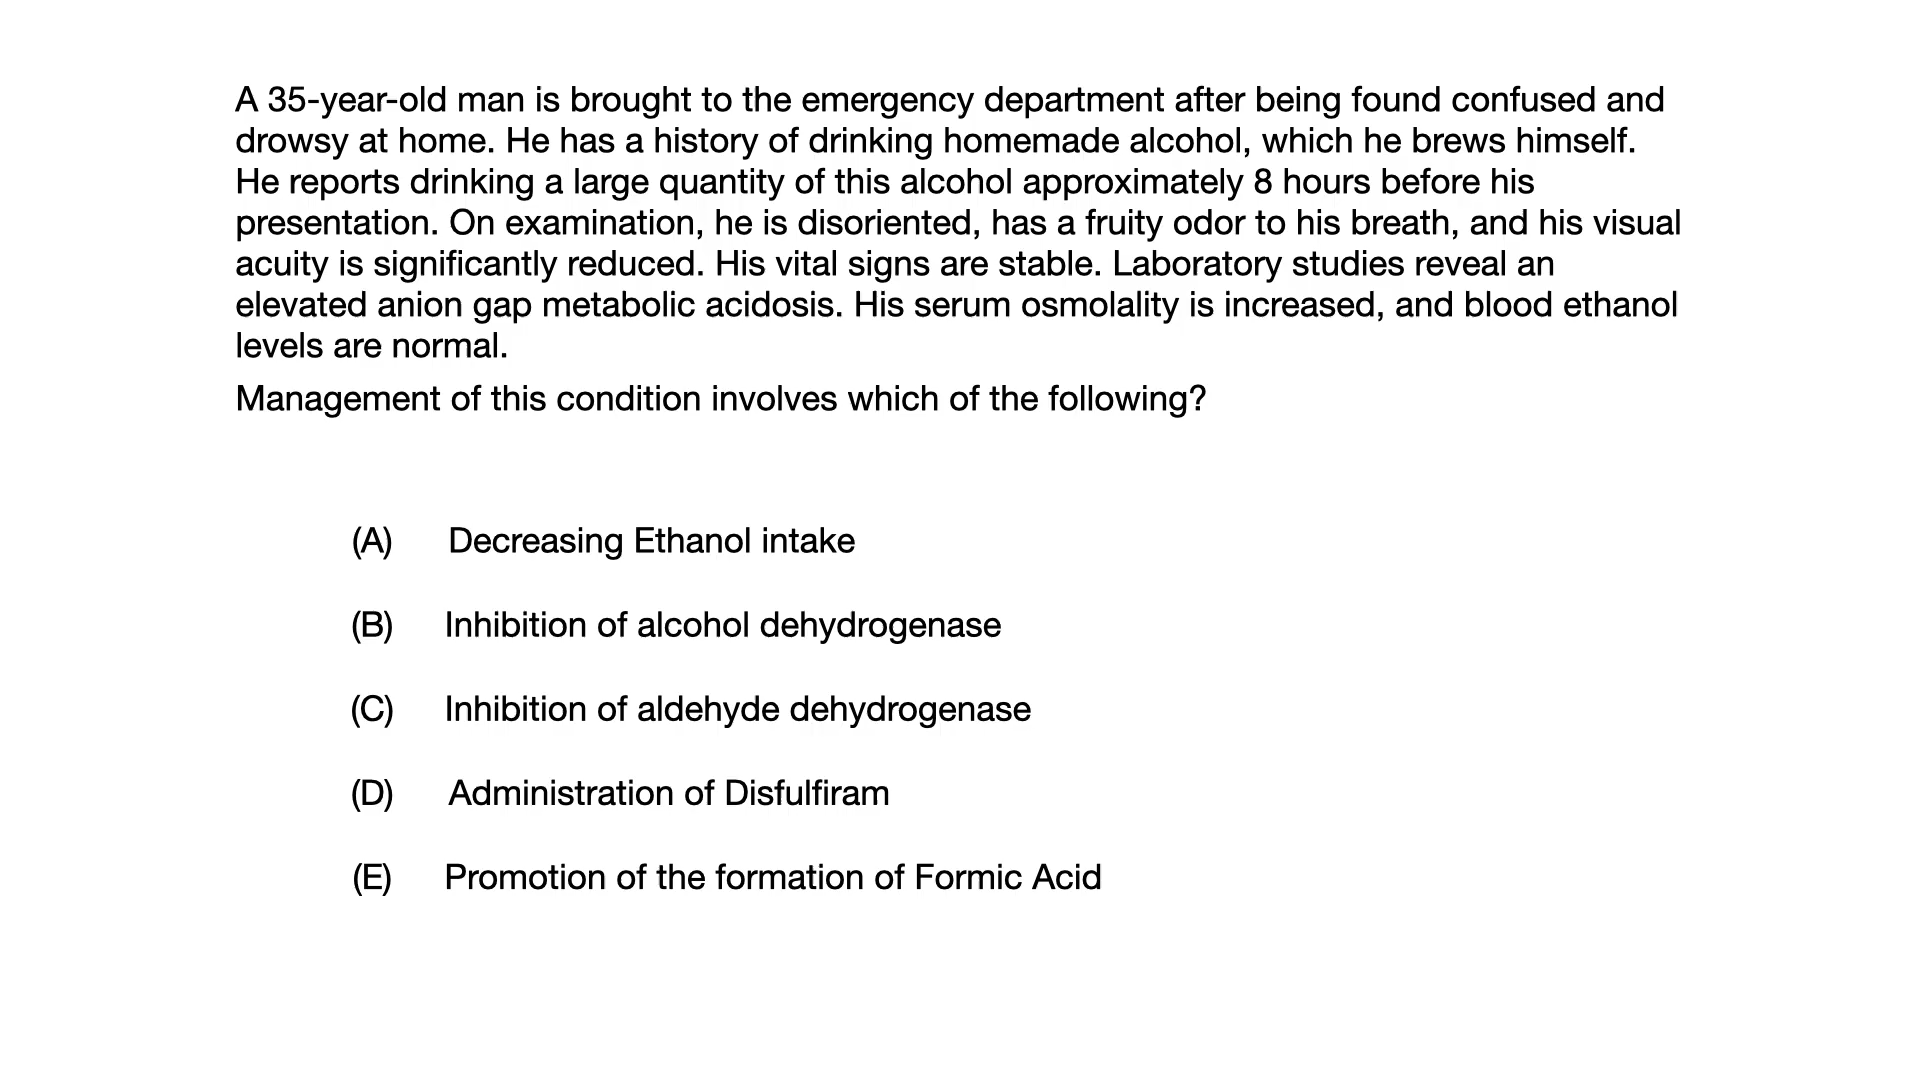 A 35-year-old man is brought to the emergency department after being found confused and
drowsy at home. He has a history of drinking homemade alcohol, which he brews himself.
He reports drinking a large quantity of this alcohol approximately 8 hours before his
presentation. On examination, he is disoriented, has a fruity odor to his breath, and his visual
acuity is significantly reduced. His vital signs are stable. Laboratory studies reveal an
elevated anion gap metabolic acidosis. His serum osmolality is increased, and blood ethanol
levels are normal.
Management of this condition involves which of the following?
(A) Decreasing Ethanol intake
(B) Inhibition of alcohol dehydrogenase
(C) Inhibition of aldehyde dehydrogenase
(D) Administration of Disfulfiram
(E) Promotion of the formation of Formic Acid